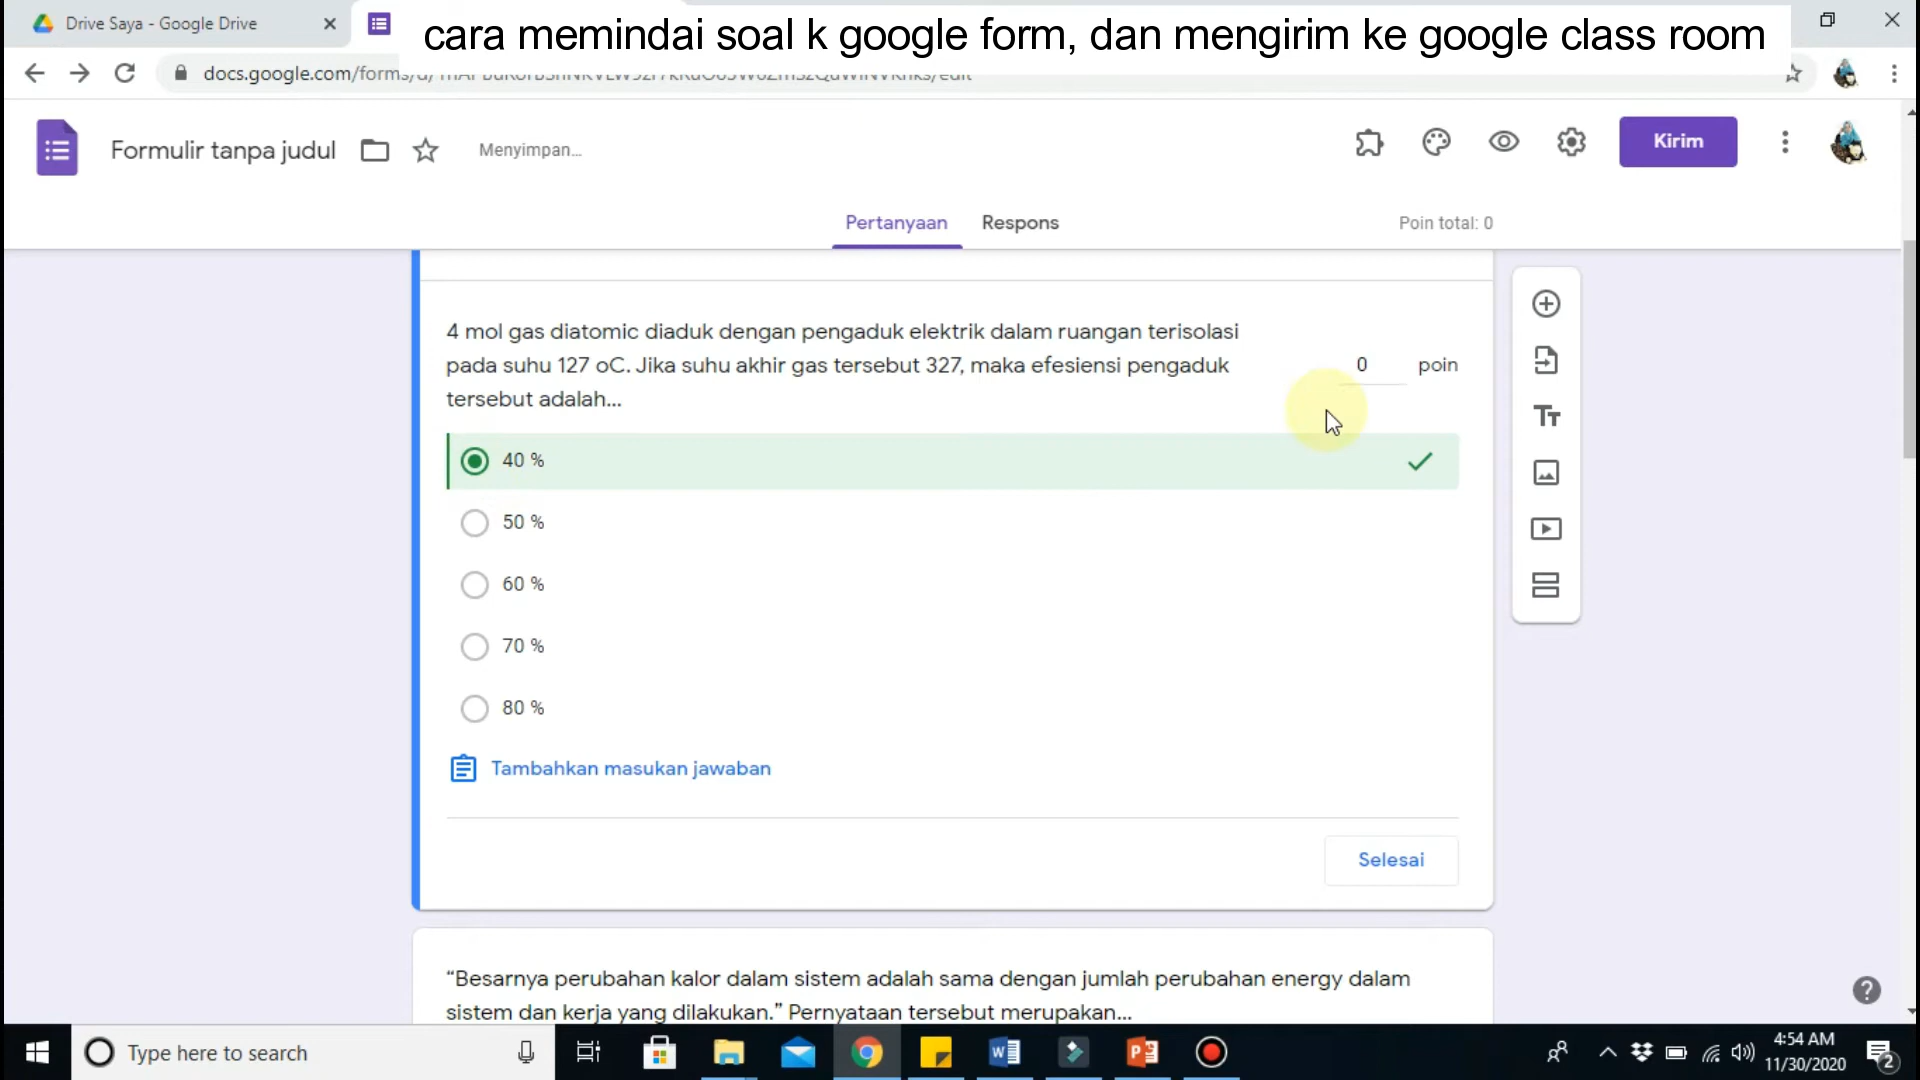 Drive Saya - Google Drive
cara memindai soal k google form, dan mengirim ke google class room
docs.google.com/forms/d/
Formulir tanpa judul
Menyimpan...
Kirim
Pertanyaan
Respons
Poin total: 0
4 mol gas diatomic diaduk dengan pengaduk elektrik dalam ruangan terisolasi
pada suhu 127 oC. Jika suhu akhir gas tersebut 327, maka efesiensi pengaduk
tersebut adalah...
0 poin
40 %
50 %
60 %
70 %
80 %
Tambahkan masukan jawaban
Selesai
“Besarnya perubahan kalor dalam sistem adalah sama dengan jumlah perubahan energy dalam
sistem dan kerja yang dilakukan.” Pernyataan tersebut merupakan...
Type here to search
4:54 AM
11/30/2020
2